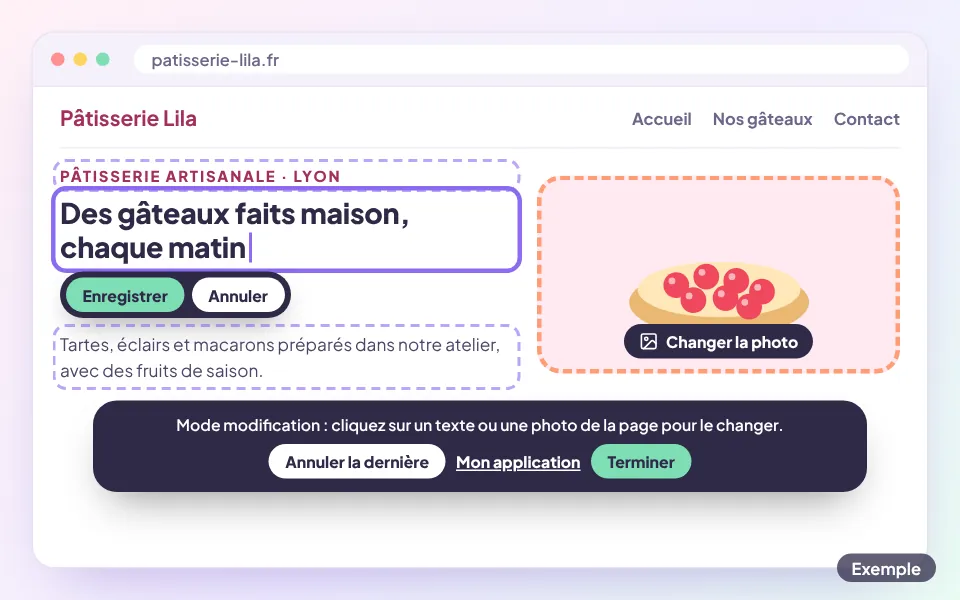 patisserie-lila.fr
Pâtisserie Lila
Accueil
Nos gâteaux
Contact
PÂTISSERIE ARTISANALE · LYON
Des gâteaux faits maison,
chaque matin
Enregistrer
Annuler
Tartes, éclairs et macarons préparés dans notre atelier,
avec des fruits de saison.
Changer la photo
Mode modification : cliquez sur un texte ou une photo de la page pour le changer.
Annuler la dernière
Mon application
Terminer
Exemple